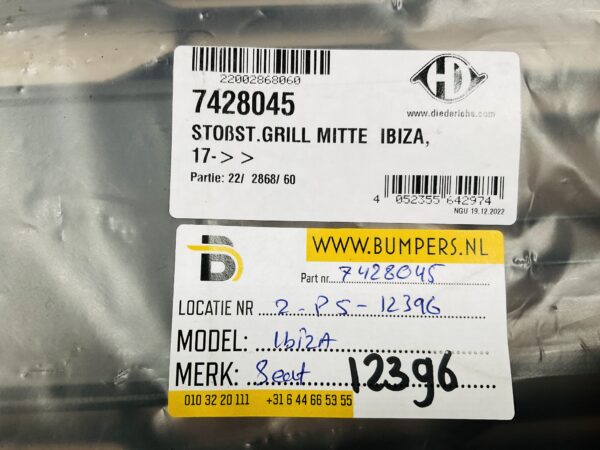 22002868060
7428045
HD
www.diederichs.com
STOßST.GRILL MITTE IBIZA,
17-> >
Partie: 22/ 2868/ 60
4 052355 642974
NGU 19.12.2022
B
WWW.BUMPERS.NL
Part nr. 7428045
LOCATIE NR 2-PS-12396
MODEL: IbizA
MERK: Seat 12396
010 32 20 111 +31 6 44 66 53 55